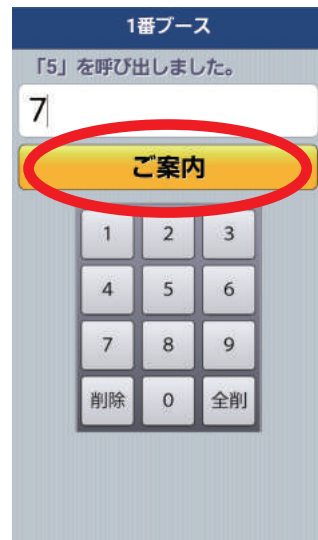 1番ブース
「5」を呼び出しました。
7
ご案内
1 2 3
4 5 6
7 8 9
削除 0 全削